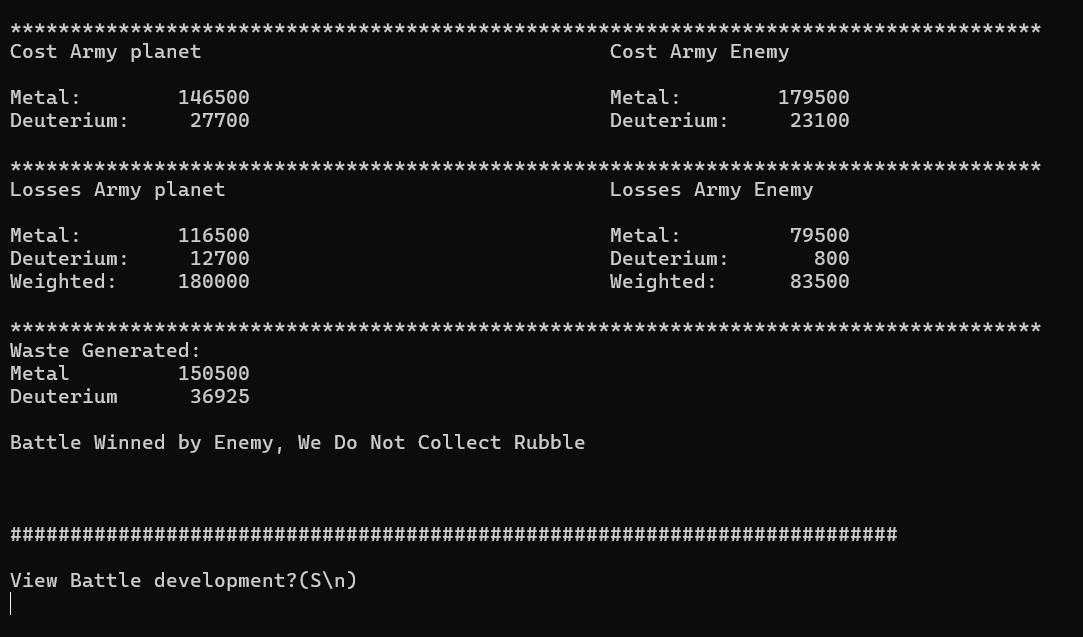 **************************************************************************************
Cost Army planet                                  Cost Army Enemy
Metal:        146500                              Metal:        179500
Deuterium:     27700                              Deuterium:     23100
**************************************************************************************
Losses Army planet                                Losses Army Enemy
Metal:        116500                              Metal:         79500
Deuterium:     12700                              Deuterium:       800
Weighted:     180000                              Weighted:      83500
**************************************************************************************
Waste Generated:
Metal         150500
Deuterium      36925
Battle Winned by Enemy, We Do Not Collect Rubble
##########################################################################
View Battle development?(S\n)